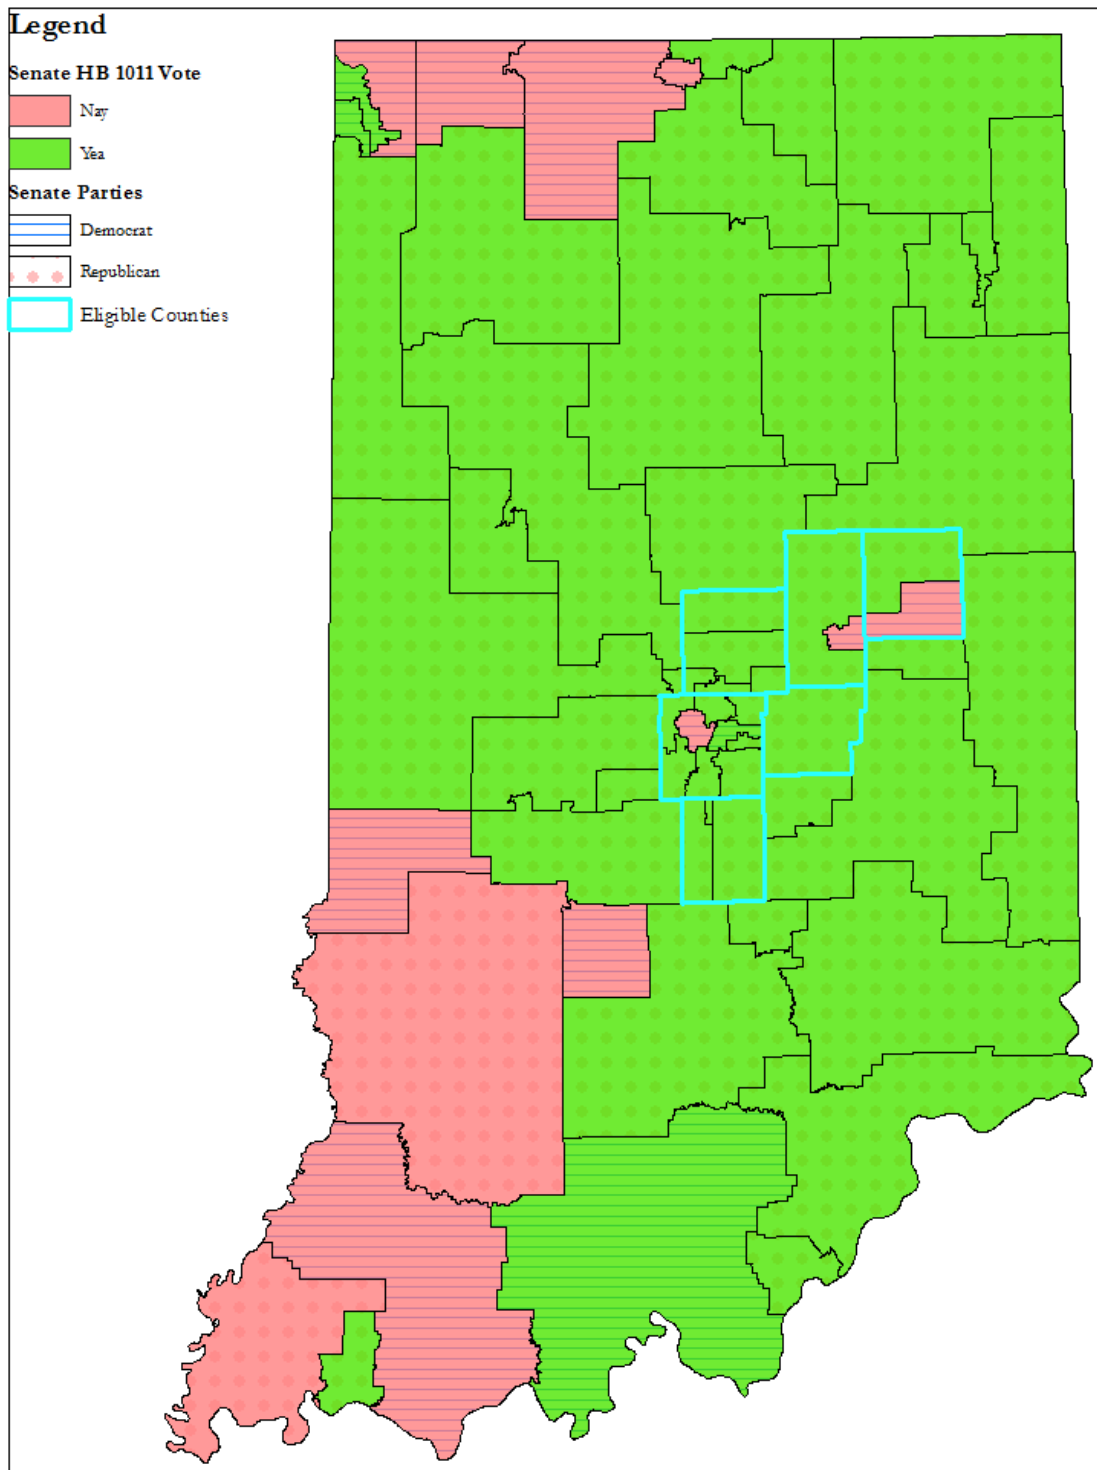 Legend
Senate HB 1011 Vote
Nay
Yea
Senate Parties
Democrat
Republican
Eligible Counties